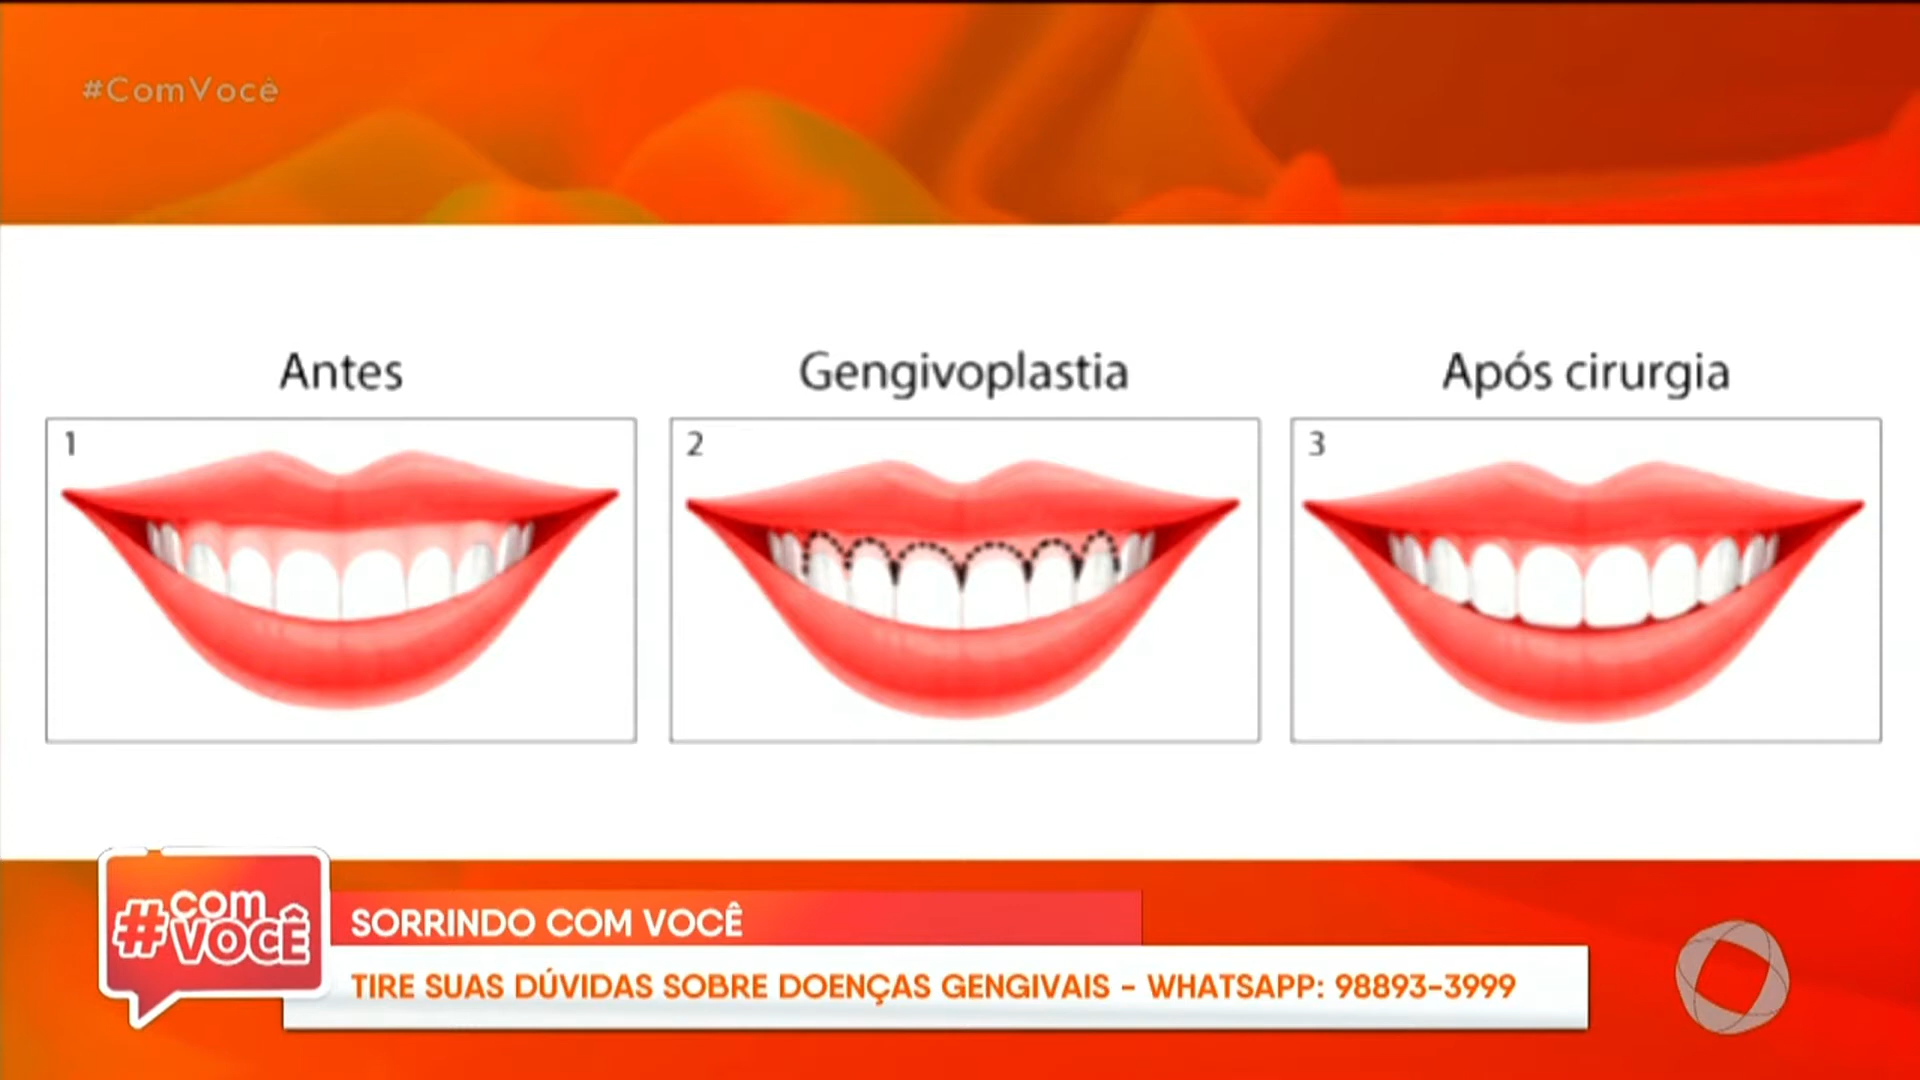 #ComVocê
Antes
Gengivoplastia
Após cirurgia
1
2
3
#com
VOCÊ
SORRINDO COM VOCÊ
TIRE SUAS DÚVIDAS SOBRE DOENÇAS GENGIVAIS - WHATSAPP: 98893-3999